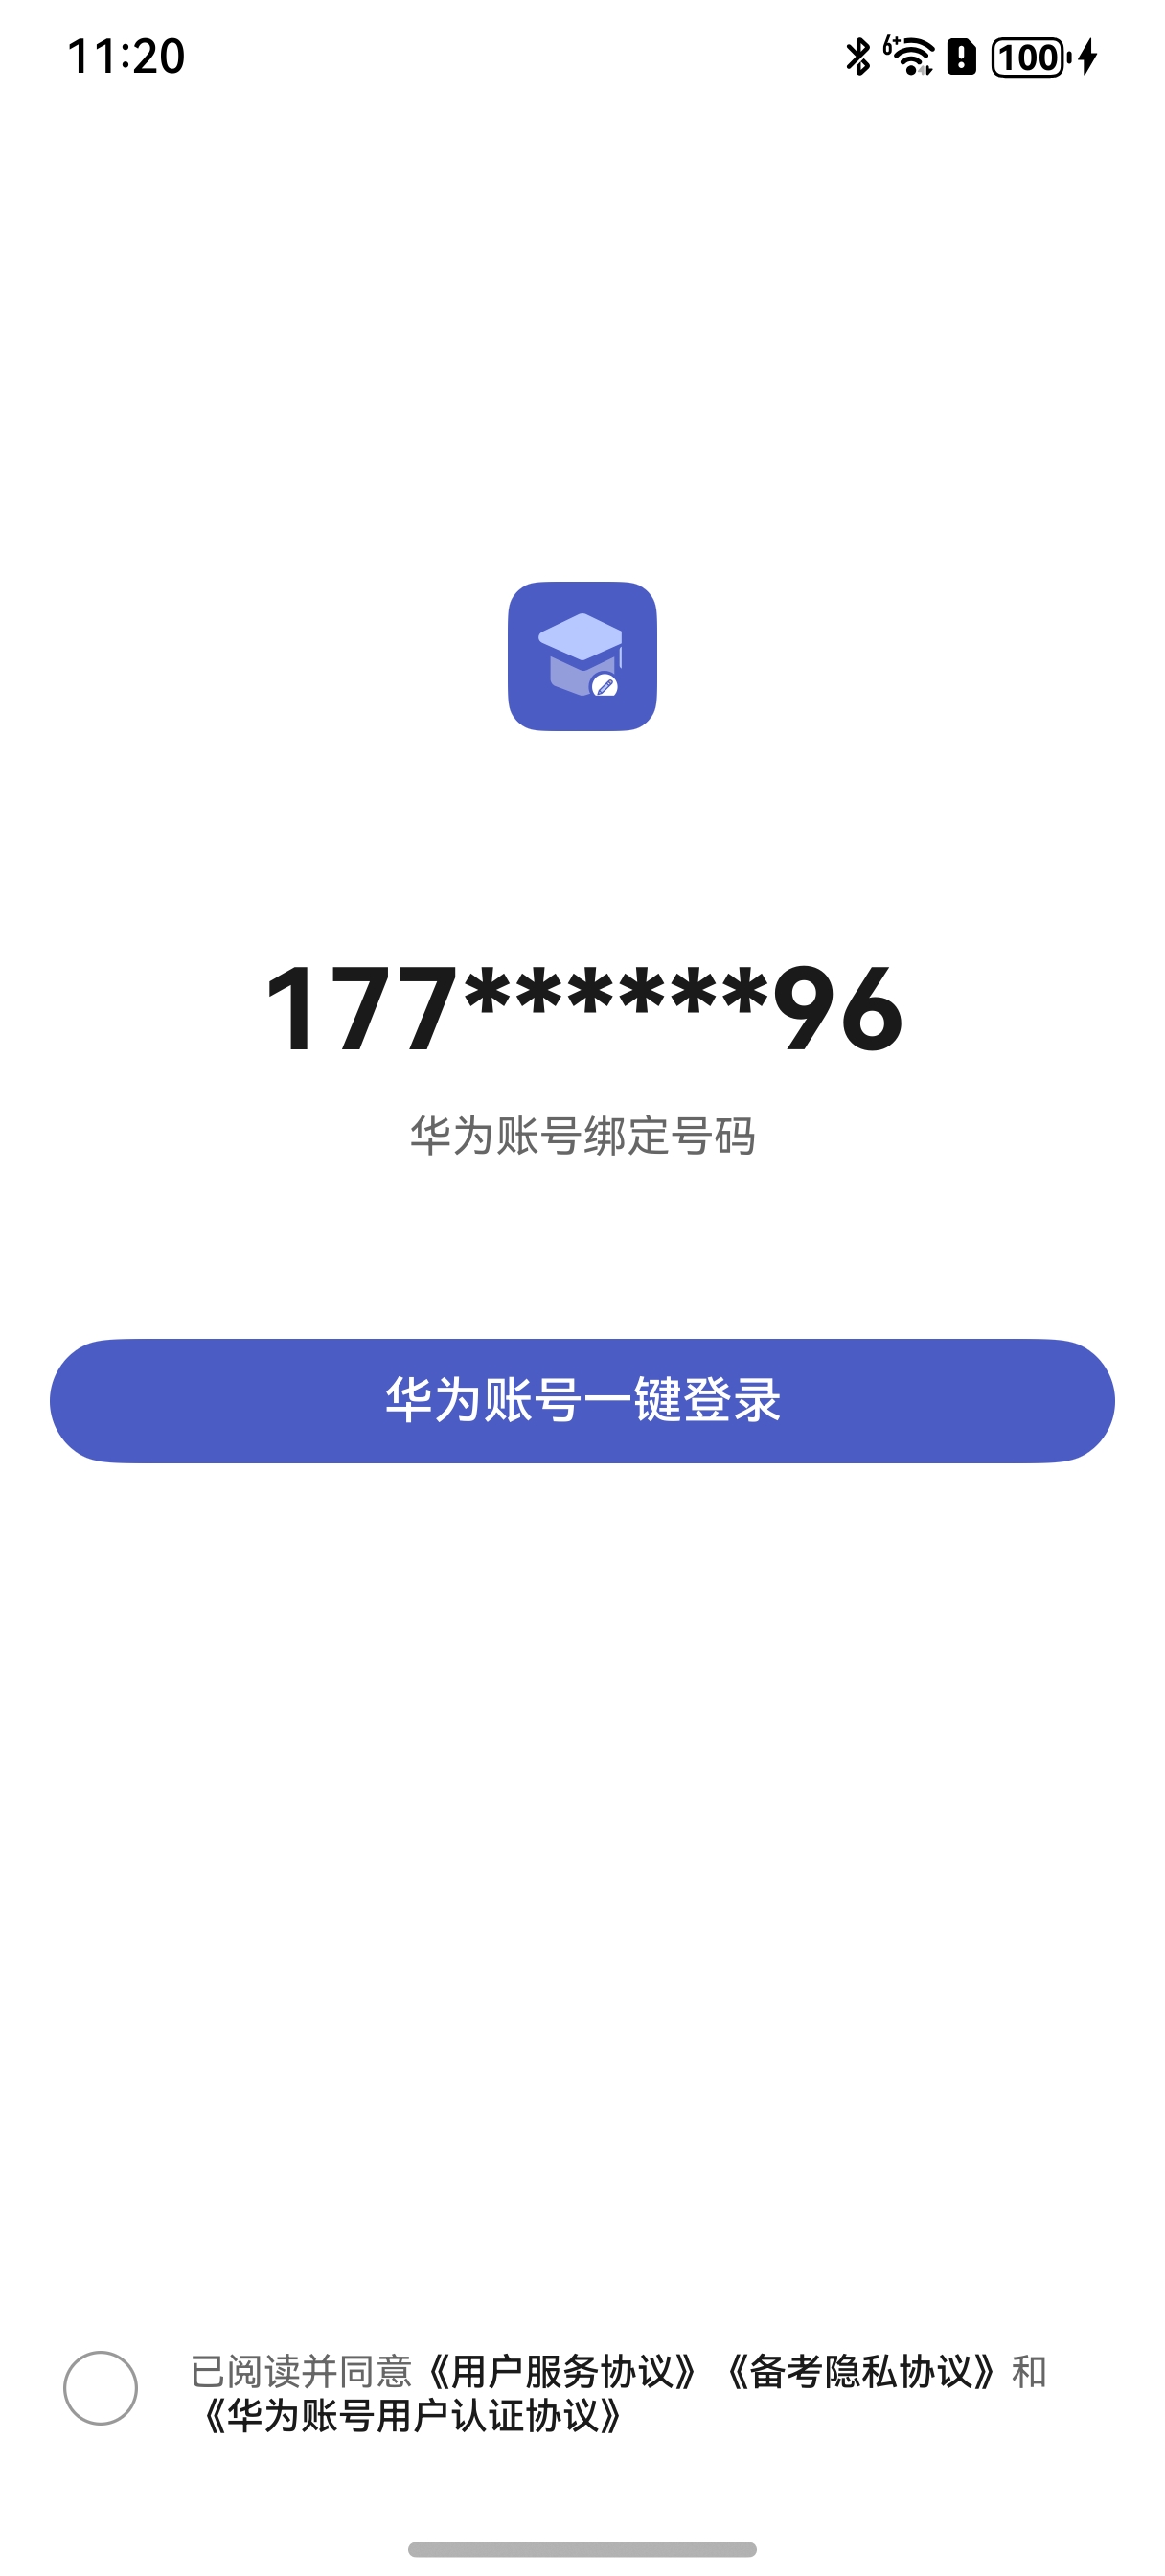 11:20
6+
100
177******96
华为账号绑定号码
华为账号一键登录
已阅读并同意《用户服务协议》《备考隐私协议》和
《华为账号用户认证协议》